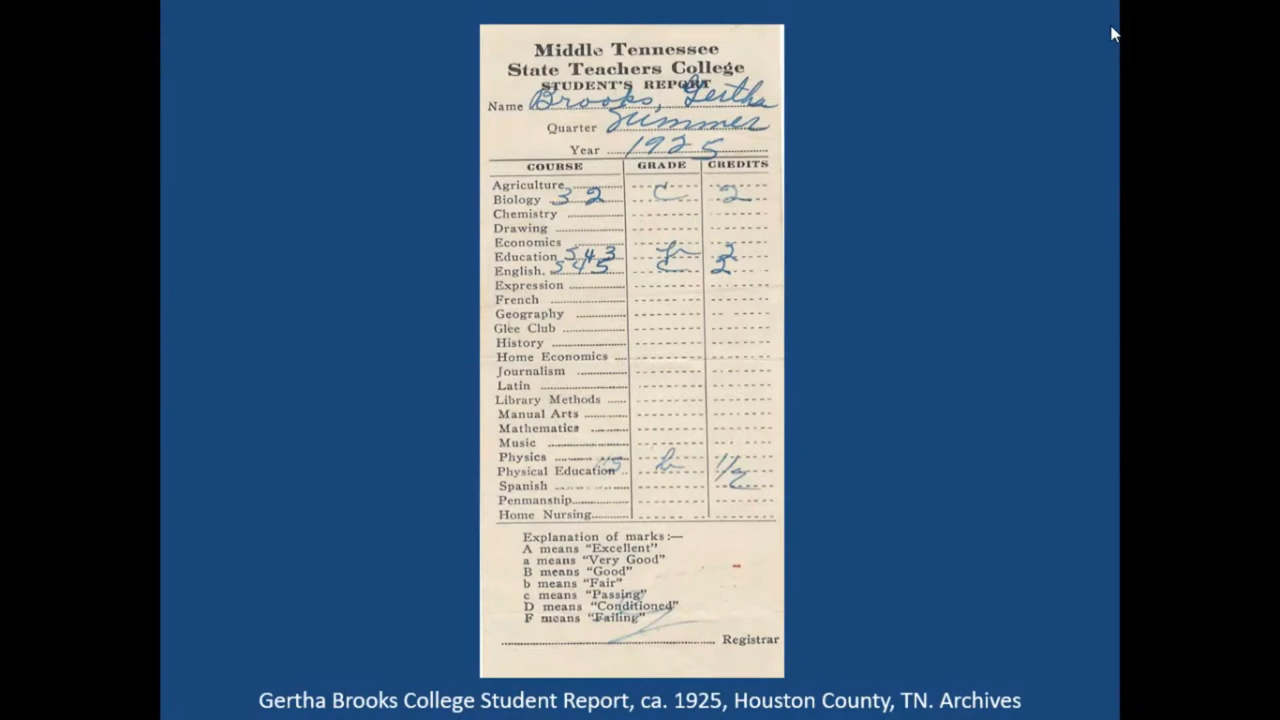 Middle Tennessee
State Teachers College
STUDENT'S REPORT
Name Brooks, Gertha
Quarter Summer
Year 1925
COURSE GRADE CREDITS
Agriculture
Biology 32 C 2
Chemistry
Drawing
Economics
Education 543 2
English. 545 C 2
Expression
French
Geography
Glee Club
History
Home Economics
Journalism
Latin
Library Methods
Manual Arts
Mathematics
Music
Physics
Physical Education b 1/2
Spanish
Penmanship
Home Nursing
Explanation of marks:—
A means "Excellent"
a means "Very Good"
B means "Good"
b means "Fair"
c means "Passing"
D means "Conditioned"
F means "Failing"
Registrar
Gertha Brooks College Student Report, ca. 1925, Houston County, TN. Archives